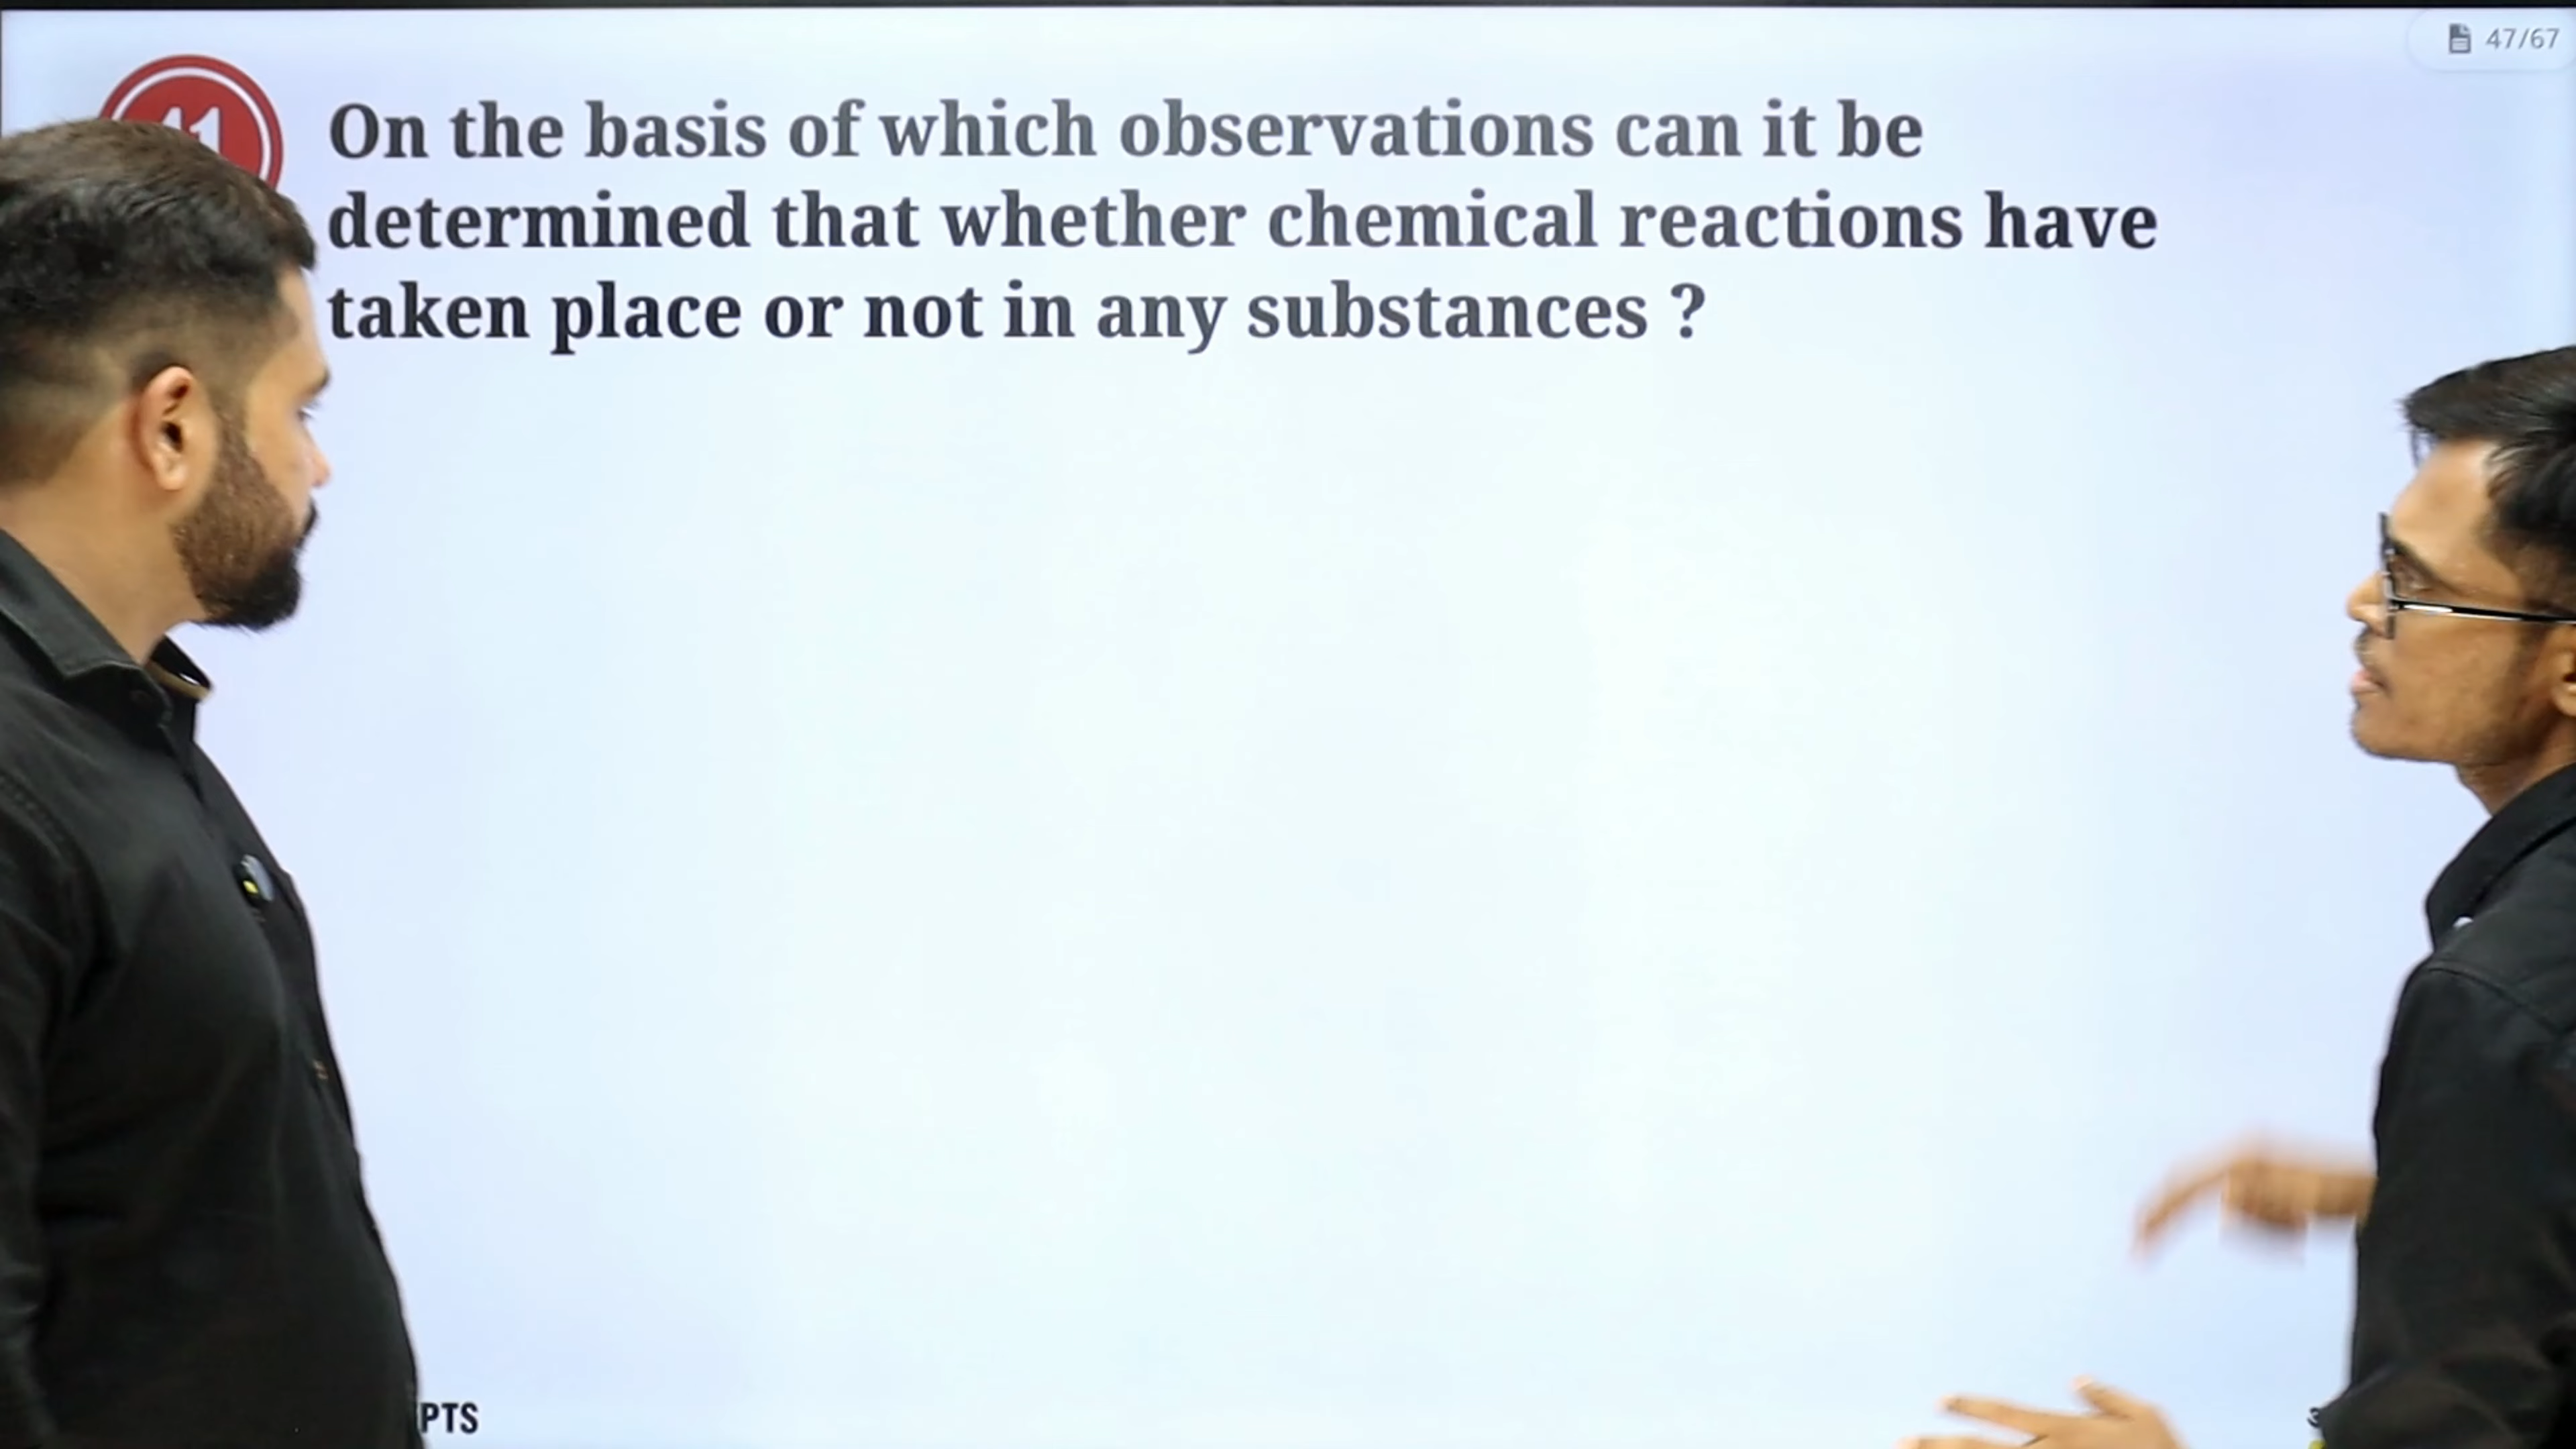 47/67
On the basis of which observations can it be
determined that whether chemical reactions have
taken place or not in any substances ?